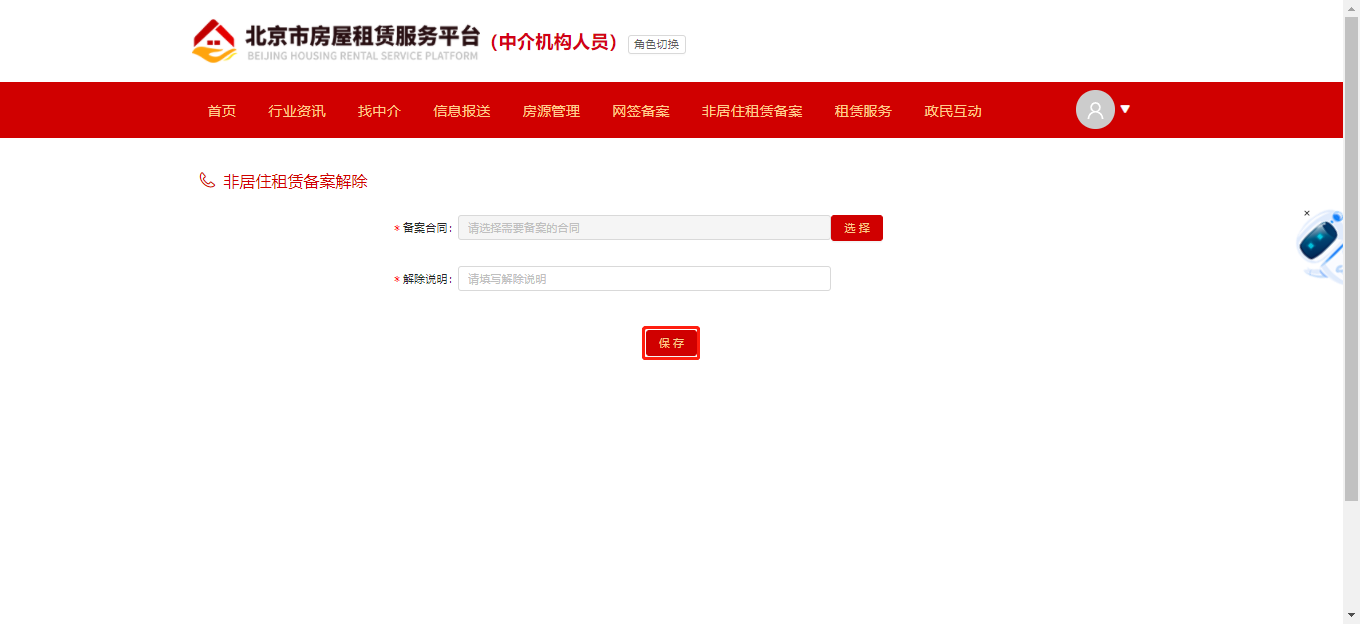 北京市房屋租赁服务平台
(中介机构人员)
角色切换
BEIJING HOUSING RENTAL SERVICE PLATFORM
首页 行业资讯 找中介 信息报送 房源管理 网签备案 非居住租赁备案 租赁服务 政民互动
非居住租赁备案解除
* 备案合同: 请选择需要备案的合同 选 择
* 解除说明: 请填写解除说明
保 存